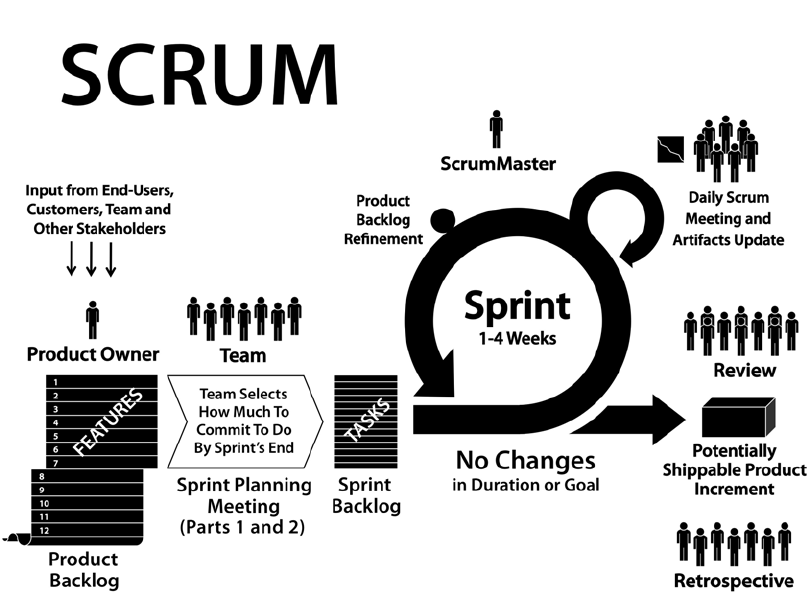 SCRUM
Input from End-Users,
Customers, Team and
Other Stakeholders
Product Owner
Team
1
2
3
4
5
6
7
FEATURES
8
9
10
11
12
Product
Backlog
Team Selects
How Much To
Commit To Do
By Sprint's End
Sprint Planning
Meeting
(Parts 1 and 2)
TASKS
Sprint
Backlog
ScrumMaster
Product
Backlog
Refinement
Sprint
1-4 Weeks
No Changes
in Duration or Goal
Daily Scrum
Meeting and
Artifacts Update
Review
Potentially
Shippable Product
Increment
Retrospective